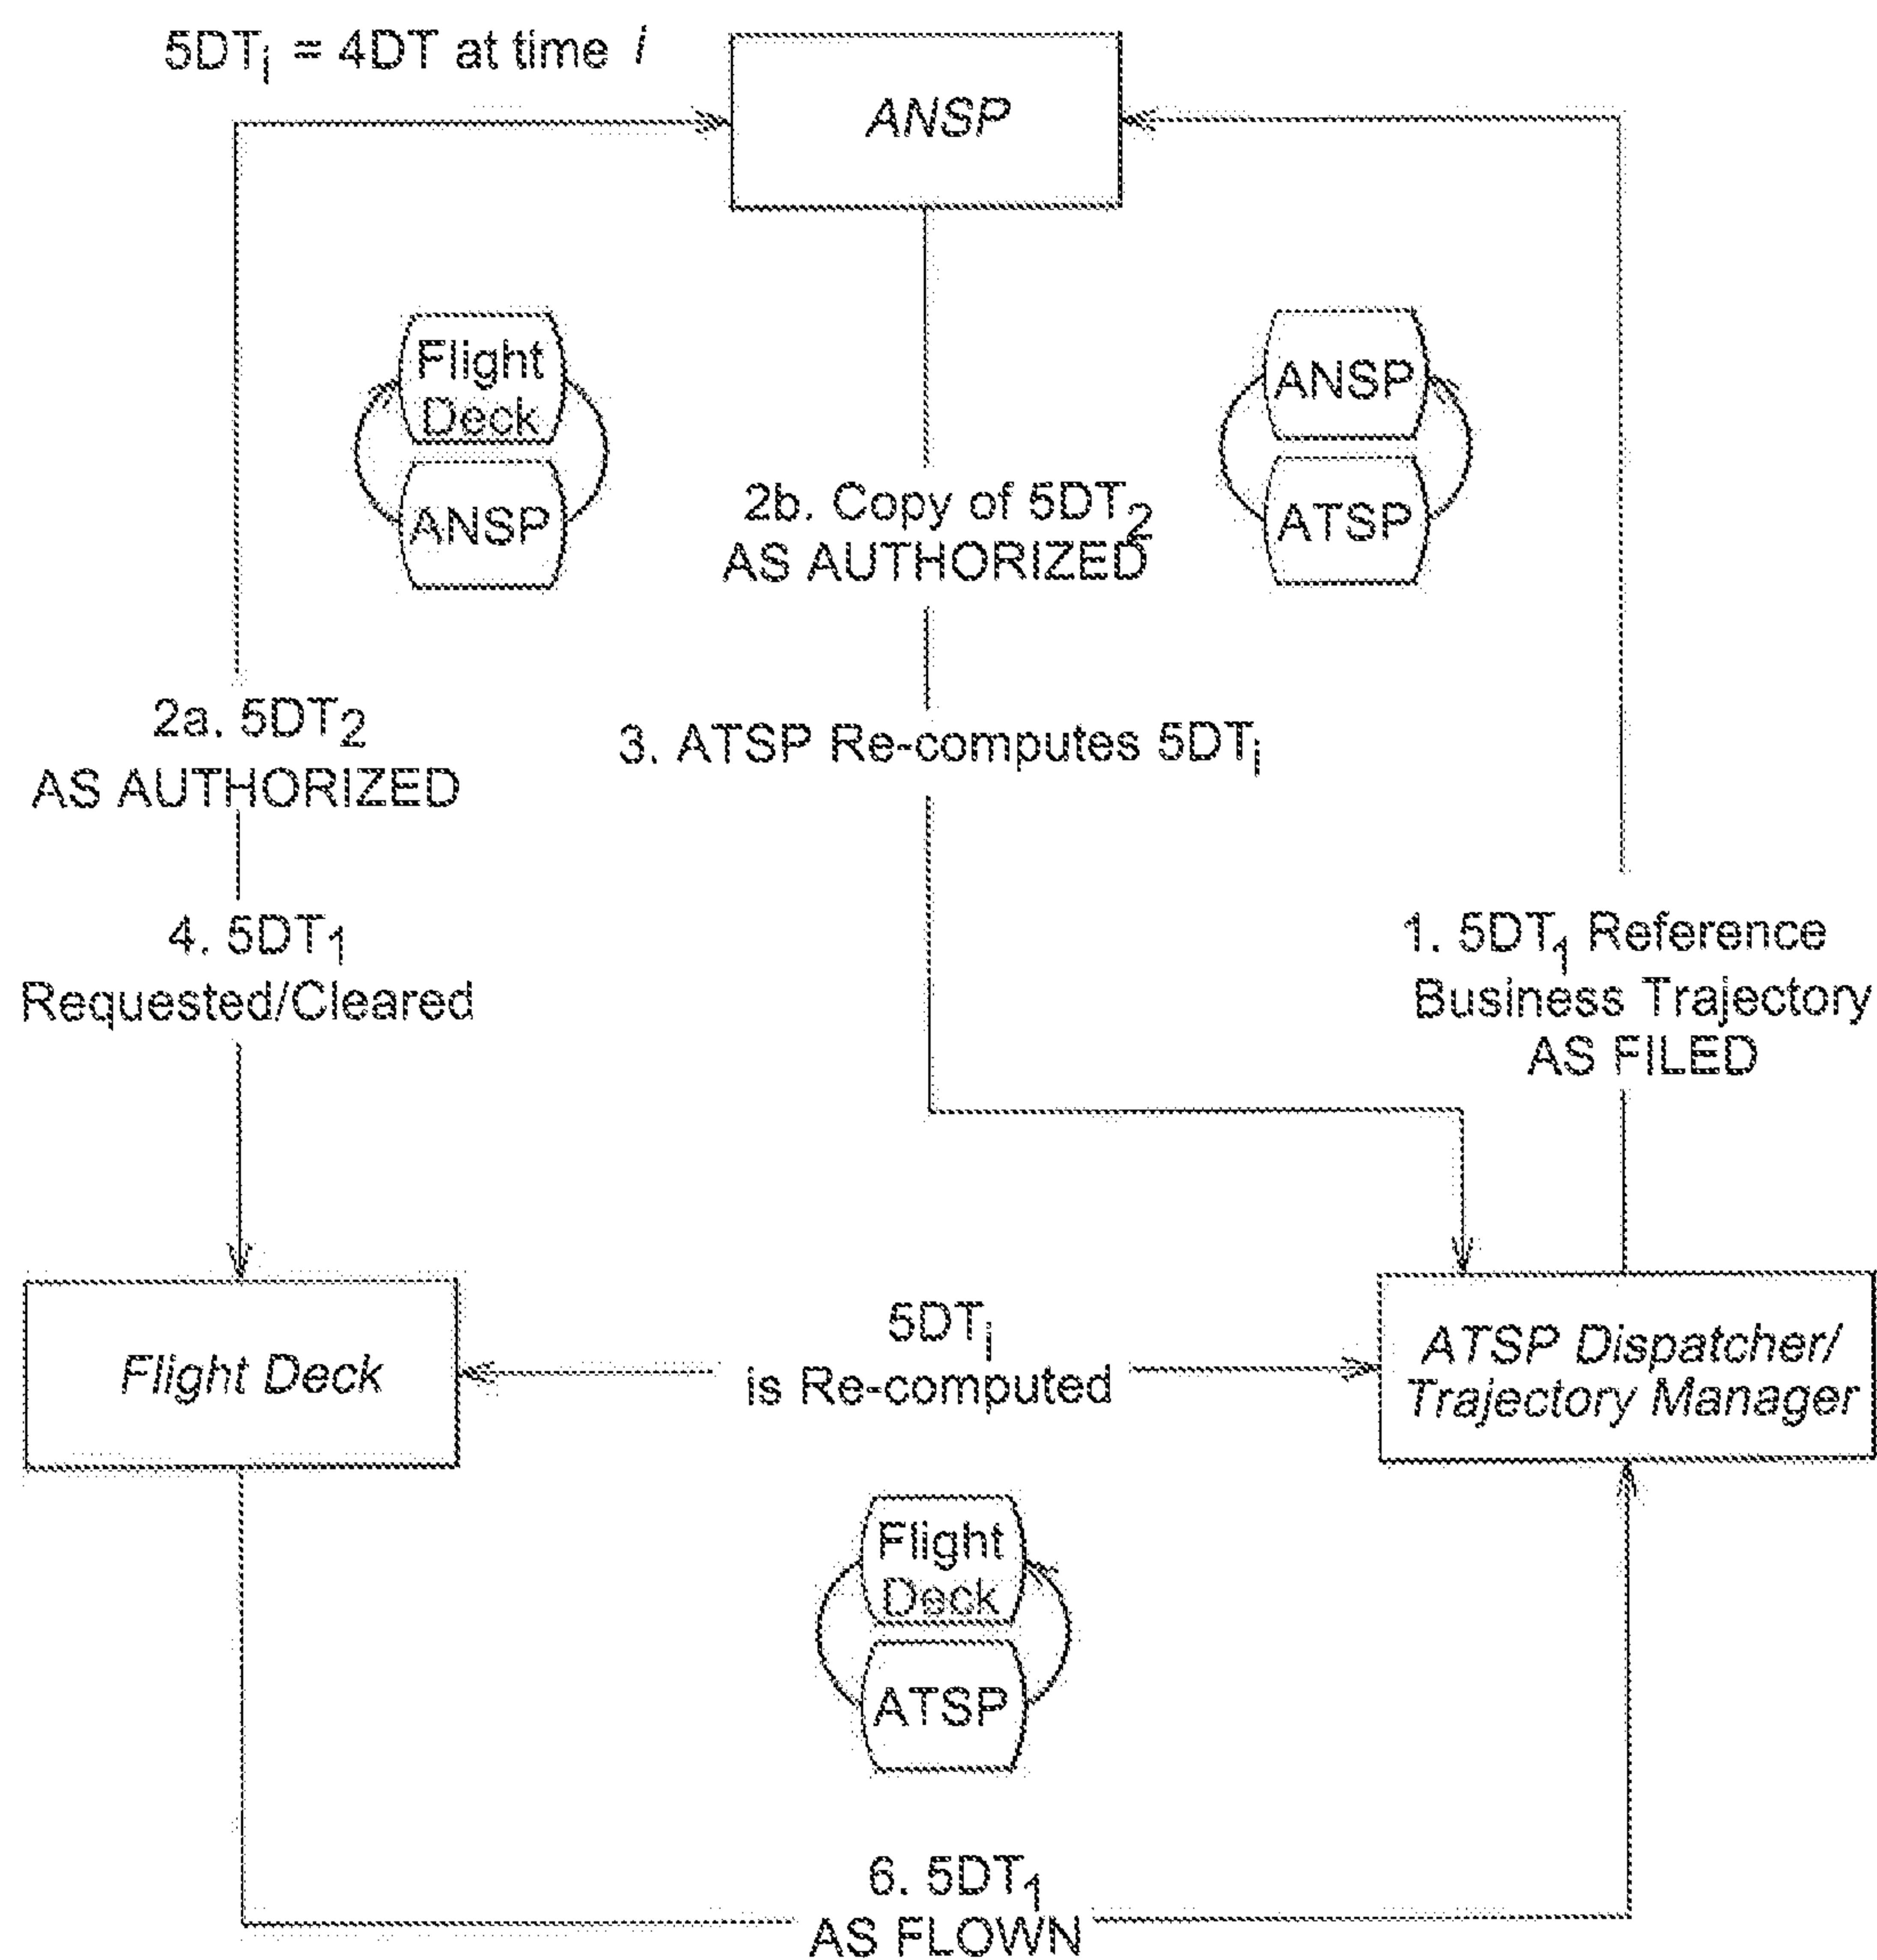 5DTᵢ = 4DT at time i
ANSP
Flight
Deck
ANSP
ANSP
ATSP
2b. Copy of 5DT₂
AS AUTHORIZED
2a. 5DT₂
AS AUTHORIZED
3. ATSP Re-computes 5DTᵢ
4. 5DT₁
Requested/Cleared
1. 5DT₁ Reference
Business Trajectory
AS FILED
Flight Deck
5DTᵢ
is Re-computed
ATSP Dispatcher/
Trajectory Manager
Flight
Deck
ATSP
6. 5DT₁
AS FLOWN